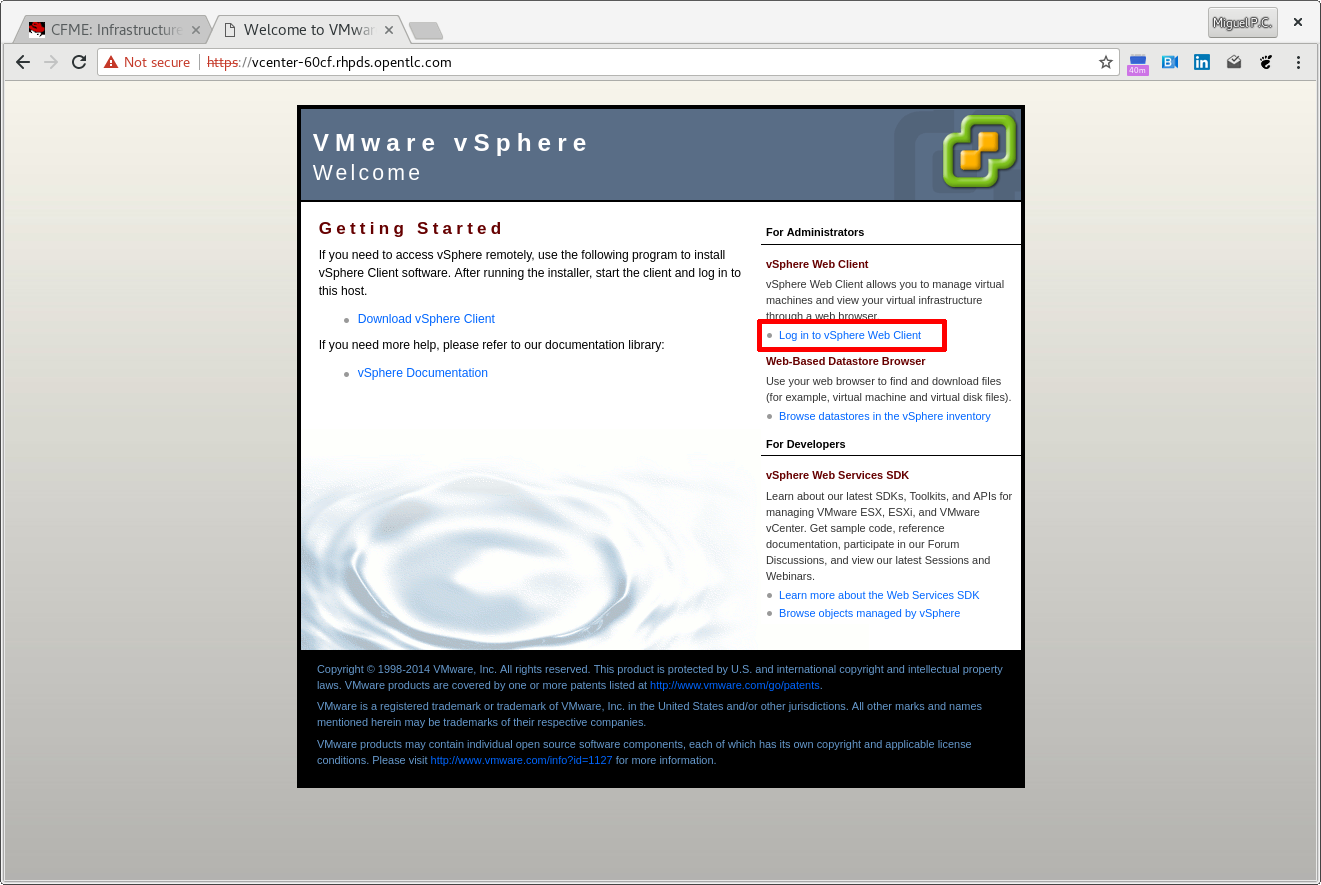 CFME: Infrastructure
Welcome to VMwar
Miguel P.C.
Not secure
https://vcenter-60cf.rhpds.opentlc.com
40m
VMware vSphere
Welcome
Getting Started
If you need to access vSphere remotely, use the following program to install
vSphere Client software. After running the installer, start the client and log in to
this host.
Download vSphere Client
If you need more help, please refer to our documentation library:
vSphere Documentation
For Administrators
vSphere Web Client
vSphere Web Client allows you to manage virtual
machines and view your virtual infrastructure
through a web browser.
Log in to vSphere Web Client
Web-Based Datastore Browser
Use your web browser to find and download files
(for example, virtual machine and virtual disk files).
Browse datastores in the vSphere inventory
For Developers
vSphere Web Services SDK
Learn about our latest SDKs, Toolkits, and APIs for
managing VMware ESX, ESXi, and VMware
vCenter. Get sample code, reference
documentation, participate in our Forum
Discussions, and view our latest Sessions and
Webinars.
Learn more about the Web Services SDK
Browse objects managed by vSphere
Copyright © 1998-2014 VMware, Inc. All rights reserved. This product is protected by U.S. and international copyright and intellectual property
laws. VMware products are covered by one or more patents listed at http://www.vmware.com/go/patents.
VMware is a registered trademark or trademark of VMware, Inc. in the United States and/or other jurisdictions. All other marks and names
mentioned herein may be trademarks of their respective companies.
VMware products may contain individual open source software components, each of which has its own copyright and applicable license
conditions. Please visit http://www.vmware.com/info?id=1127 for more information.